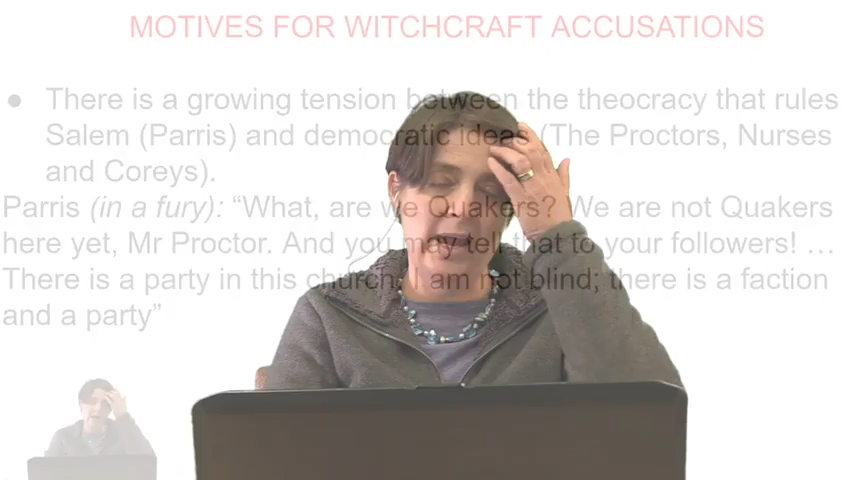 MOTIVES FOR WITCHCRAFT ACCUSATIONS
● There is a growing tension between the theocracy that rules
Salem (Parris) and democratic ideas (The Proctors, Nurses
and Coreys).
Parris (in a fury): “What, are we Quakers? We are not Quakers
here yet, Mr Proctor. And you may tell that to your followers! …
There is a party in this church. I am not blind; there is a faction
and a party”